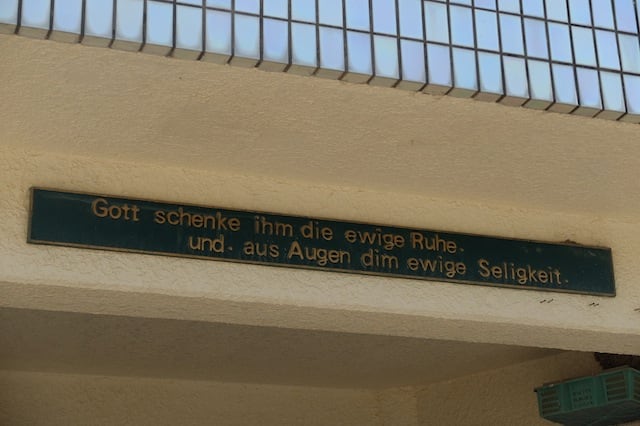 Gott schenke ihm die ewige Ruhe.
und. aus Augen dim ewige Seligkeit.